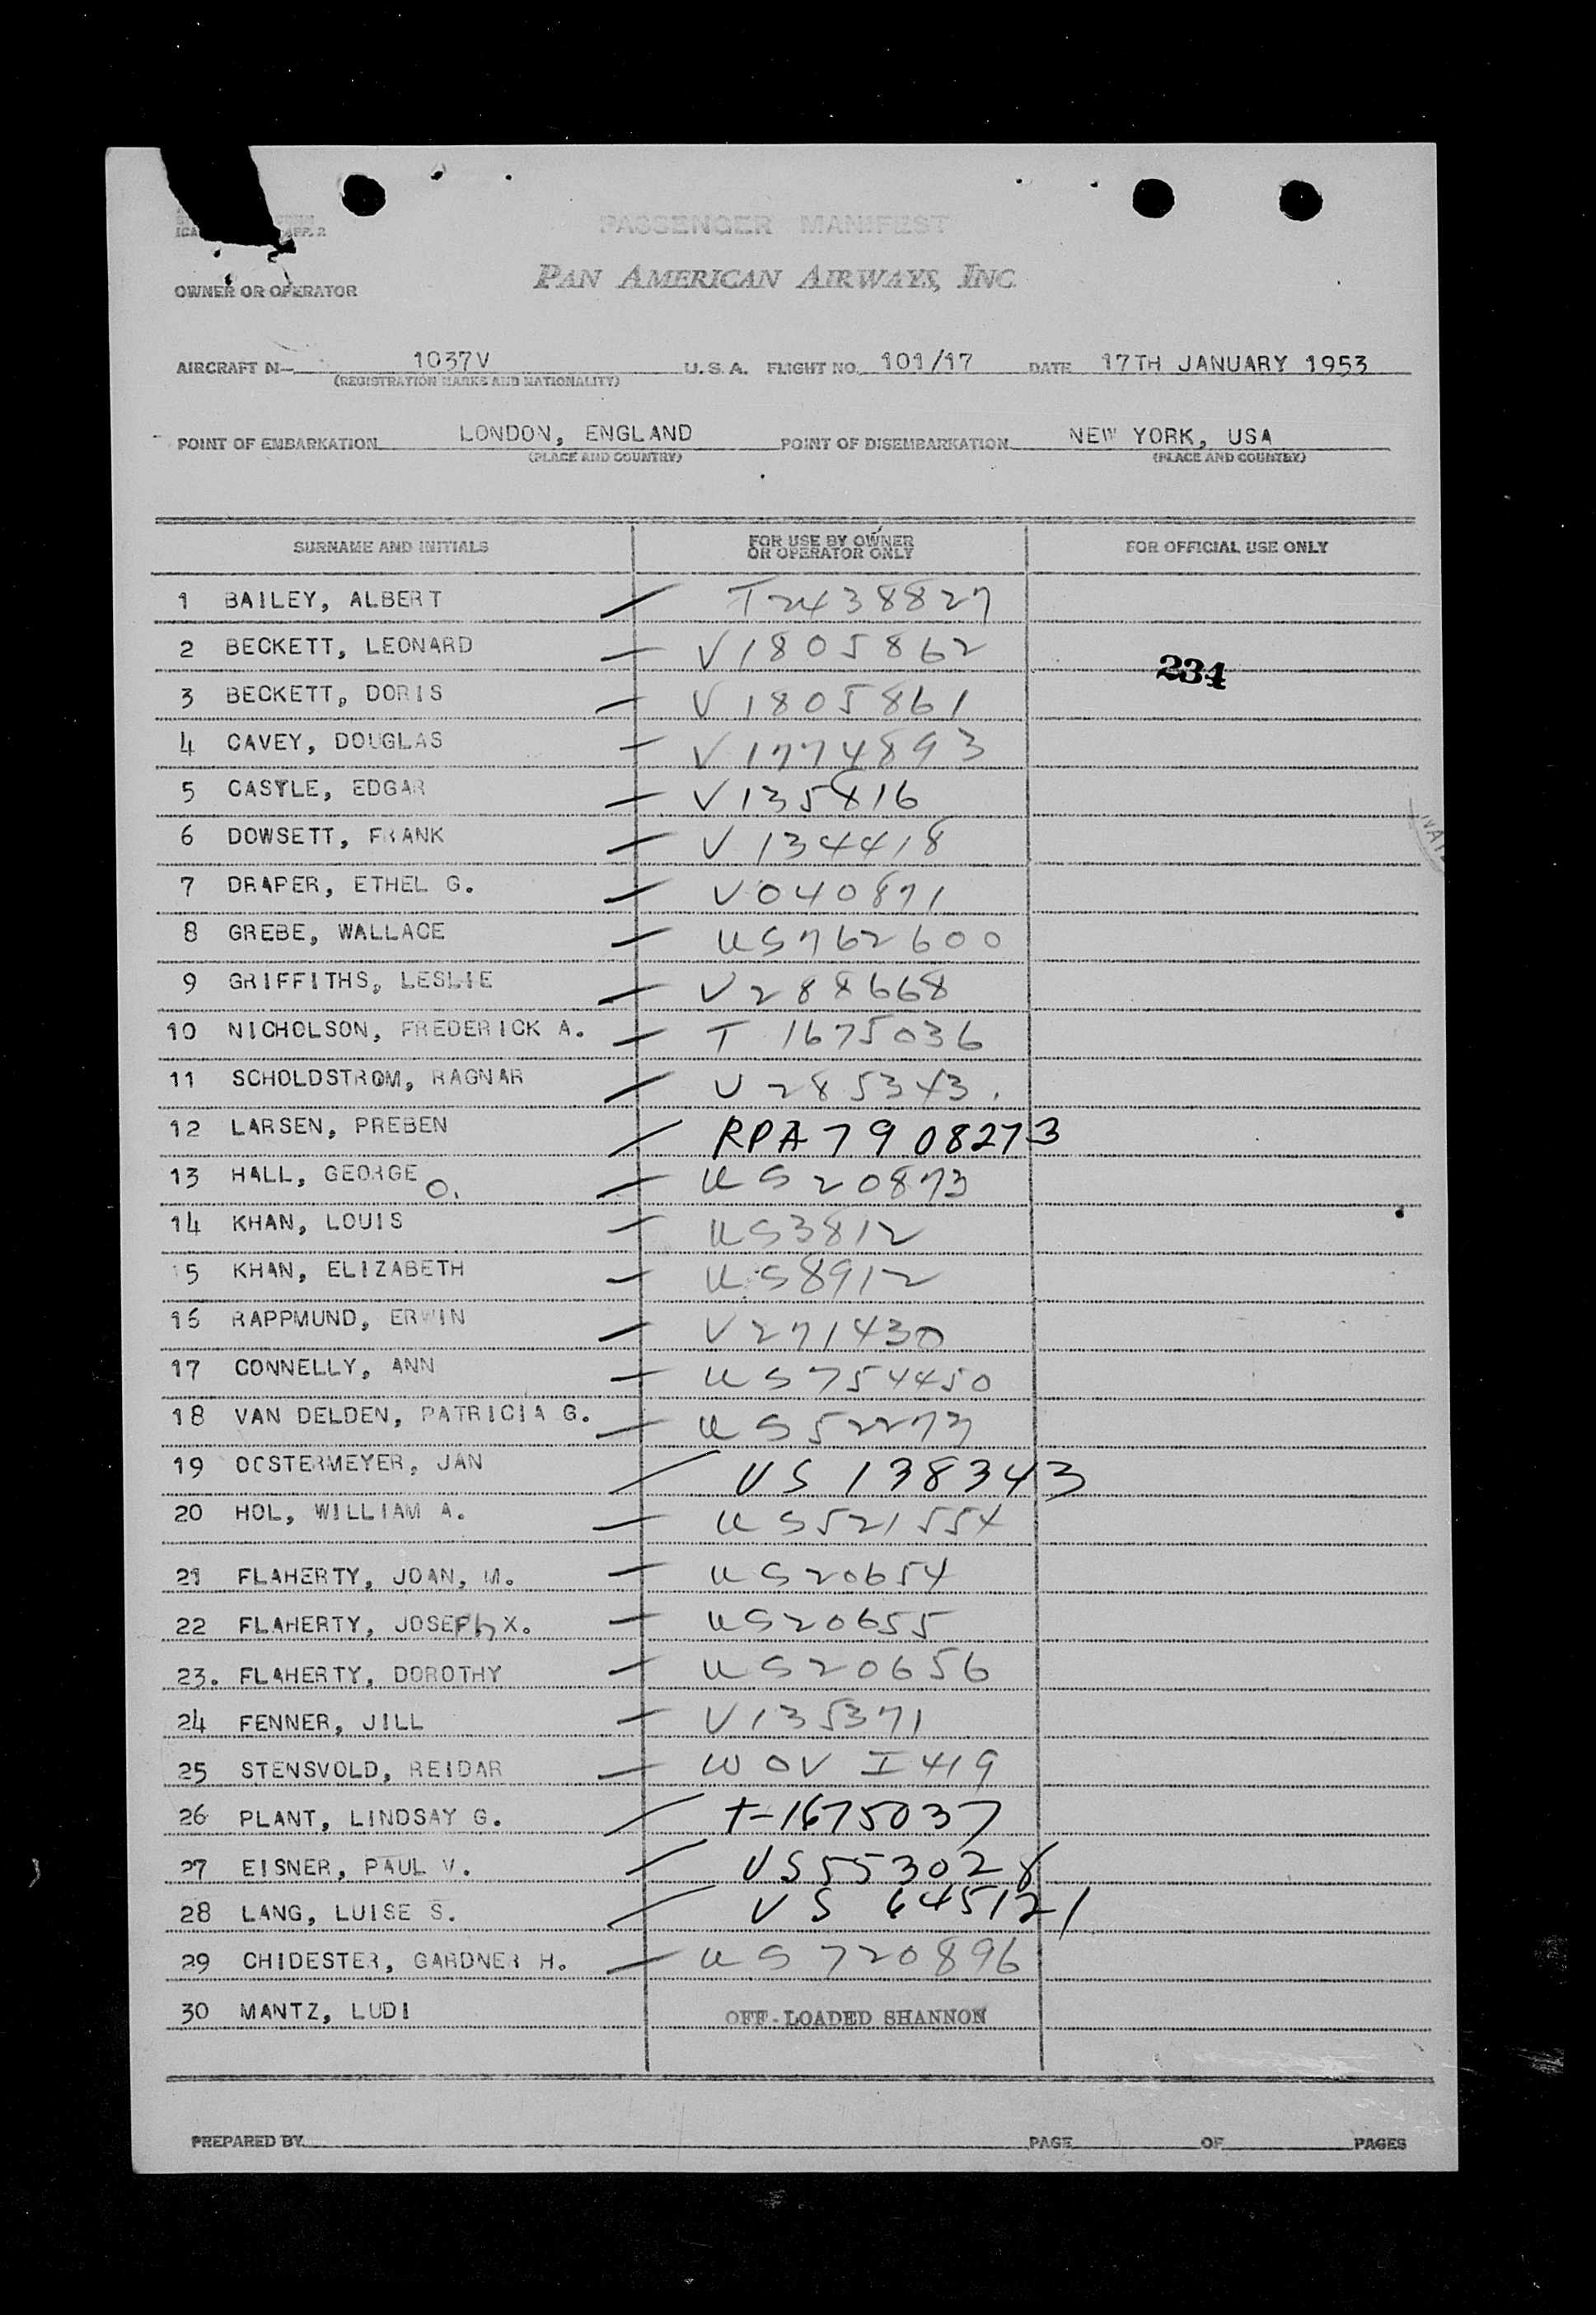 APP. 2
PASSENGER MANIFEST
PAN AMERICAN AIRWAYS, INC.
OWNER OR OPERATOR
AIRCRAFT N— 1037V U. S. A. FLIGHT NO. 101/17 DATE 17TH JANUARY 1953
(REGISTRATION MARKS AND NATIONALITY)
POINT OF EMBARKATION LONDON, ENGLAND POINT OF DISEMBARKATION NEW YORK, USA
(PLACE AND COUNTRY) (PLACE AND COUNTRY)
SURNAME AND INITIALS FOR USE BY OWNER OR OPERATOR ONLY FOR OFFICIAL USE ONLY
1 BAILEY, ALBERT T2438827
2 BECKETT, LEONARD V1805862
234
3 BECKETT, DORIS V1805861
4 CAVEY, DOUGLAS V1774893
5 CASTLE, EDGAR V135816
6 DOWSETT, FRANK V134418
7 DRAPER, ETHEL G. V040871
8 GREBE, WALLACE US762600
9 GRIFFITHS, LESLIE V288668
10 NICHOLSON, FREDERICK A. T 1675036
11 SCHOLDSTROM, RAGNAR V285343.
12 LARSEN, PREBEN RPA7908273
13 HALL, GEORGE O. US20873
14 KHAN, LOUIS US3812
15 KHAN, ELIZABETH US8912
16 RAPPMUND, ERWIN V271430
17 CONNELLY, ANN US754450
18 VAN DELDEN, PATRICIA G. US52273
19 OOSTERMEYER, JAN VS138343
20 HOL, WILLIAM A. US521554
21 FLAHERTY, JOAN, M. US20654
22 FLAHERTY, JOSEPh X. US20655
23. FLAHERTY, DOROTHY US20656
24 FENNER, JILL V135371
25 STENSVOLD, REIDAR WOV I419
26 PLANT, LINDSAY G. T-1675037
27 EISNER, PAUL V. VS553028
28 LANG, LUISE S. VS 645121
29 CHIDESTER, GARDNER H. US720896
30 MANTZ, LUDI OFF-LOADED SHANNON
PREPARED BY PAGE OF PAGES